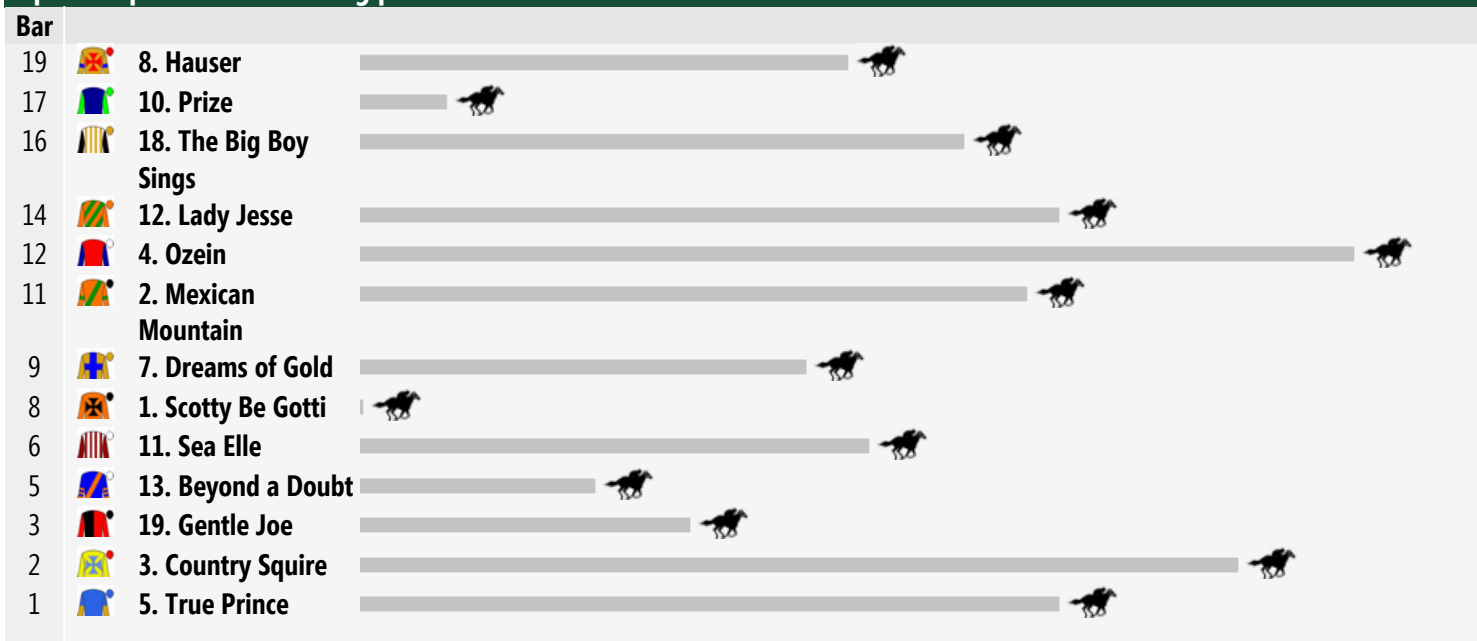 Bar
19 8. Hauser
17 10. Prize
16 18. The Big Boy
Sings
14 12. Lady Jesse
12 4. Ozein
11 2. Mexican
Mountain
9 7. Dreams of Gold
8 1. Scotty Be Gotti
6 11. Sea Elle
5 13. Beyond a Doubt
3 19. Gentle Joe
2 3. Country Squire
1 5. True Prince